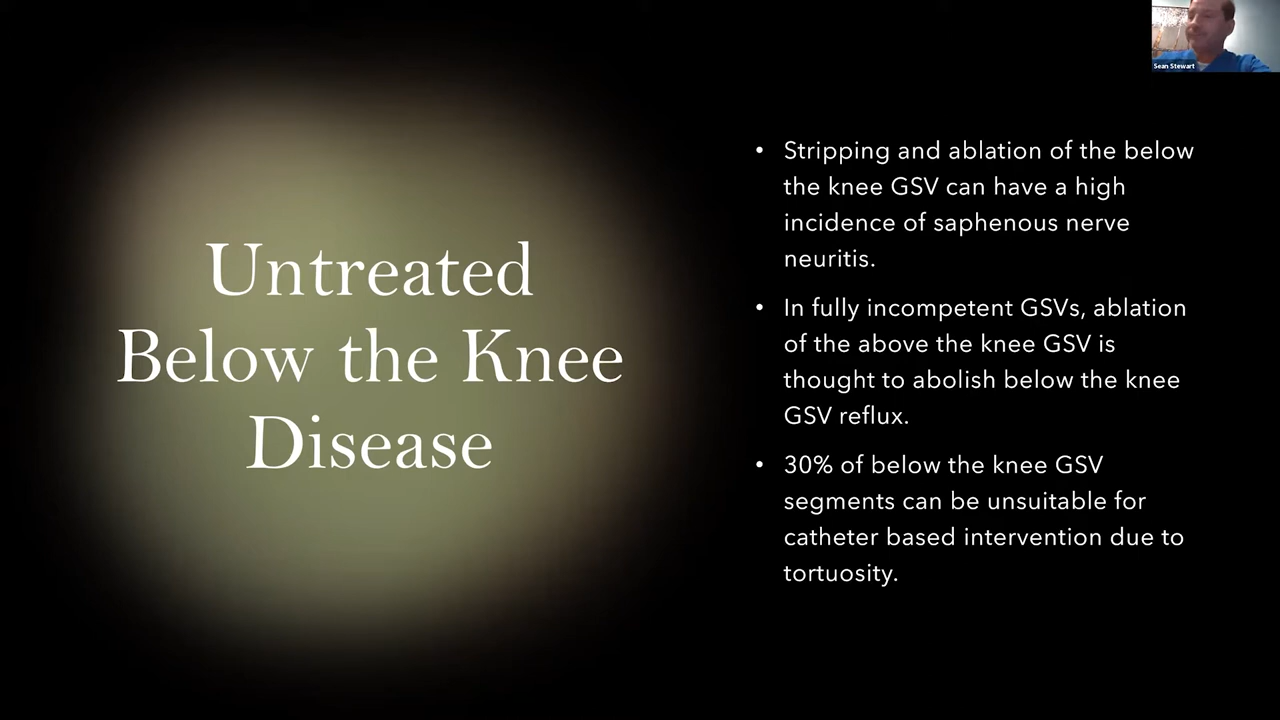 Sean Stewart
Untreated
Below the Knee
Disease
• Stripping and ablation of the below
the knee GSV can have a high
incidence of saphenous nerve
neuritis.
• In fully incompetent GSVs, ablation
of the above the knee GSV is
thought to abolish below the knee
GSV reflux.
• 30% of below the knee GSV
segments can be unsuitable for
catheter based intervention due to
tortuosity.